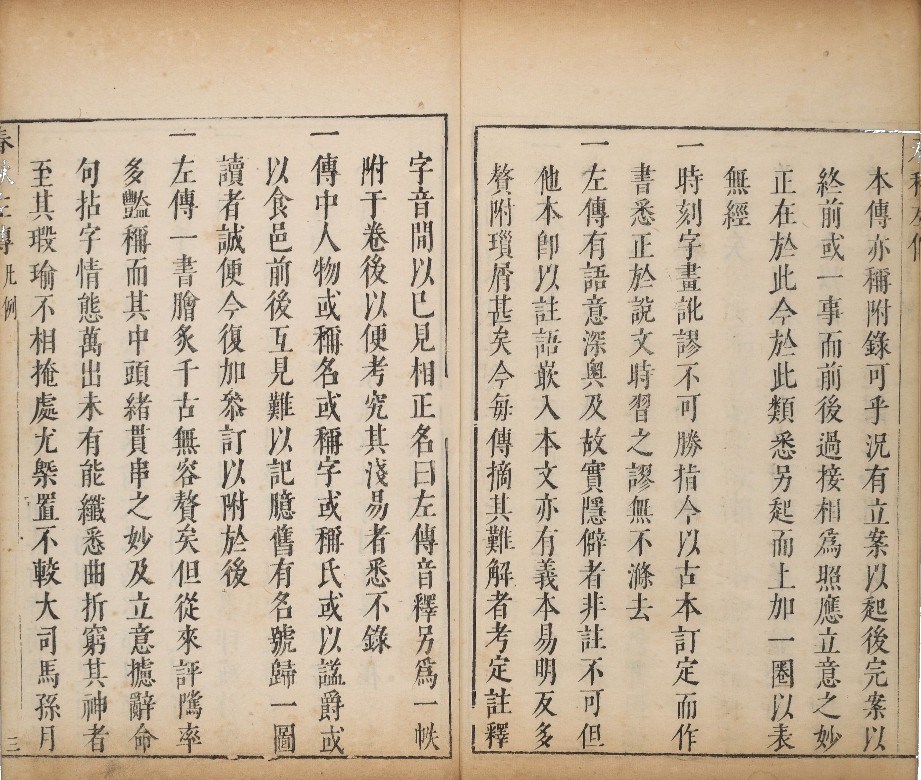 本傳亦稱附錄可乎況有立案以起後完案以
終前或一事而前後過接相爲照應立意之妙
正在於此今於此類悉另起而上加一圈以表
無經
一時刻字畫訛謬不可勝指今以古本訂定而作
書悉正於說文時習之謬無不滌去
一左傳有語意深奧及故實隱僻者非註不可但
他本卽以註語嵌入本文亦有義本易明反多
贅附瑣屑甚矣今每傳摘其難解者考定註釋
字音閒以已見相正名曰左傳音釋另爲一帙
附于卷後以便考究其淺易者悉不錄
一傳中人物或稱名或稱字或稱氏或以謚爵或
以食邑前後互見難以記臆舊有名號歸一圖
讀者誠便今復加叅訂以附於後
一左傳一書膾炙千古無容贅矣但從來評隲率
多豔稱而其中頭緒貫串之妙及立意摅辭命
句拈字情態萬出未有能纖悉曲折窮其神者
至其瑕瑜不相掩處尤槩置不較大司馬孫月
春秋左傳 凡例 三